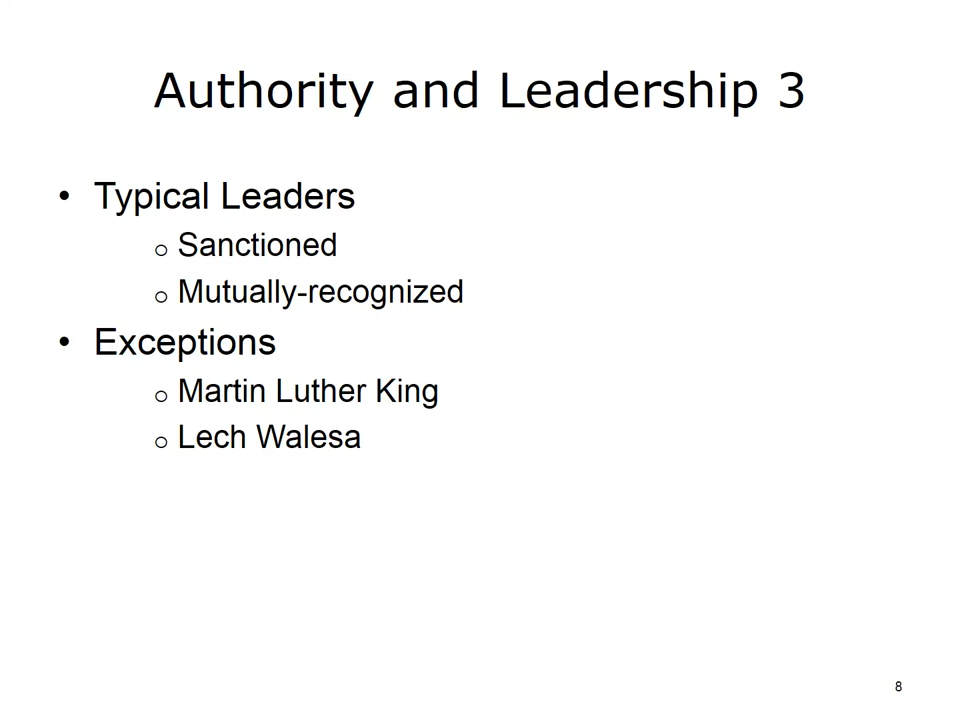 Authority and Leadership 3
• Typical Leaders
o Sanctioned
o Mutually-recognized
• Exceptions
o Martin Luther King
o Lech Walesa
8